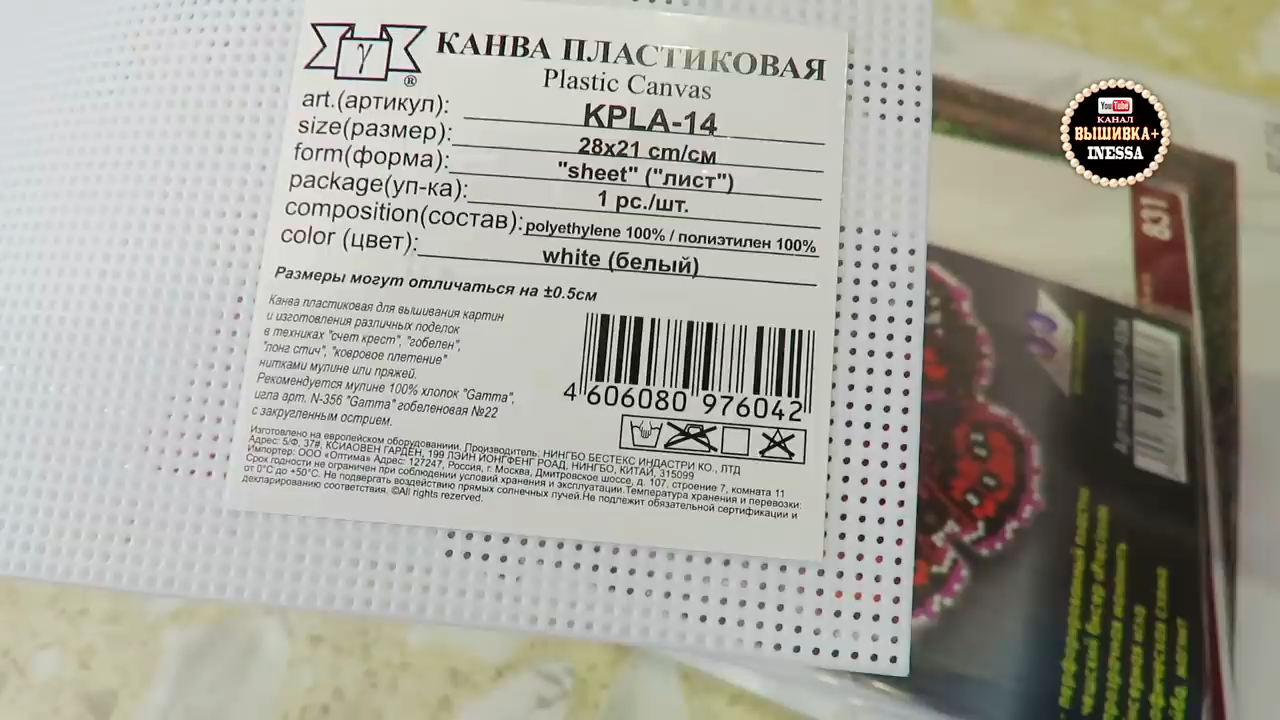 γ
®
КАНВА ПЛАСТИКОВАЯ
Plastic Canvas
art.(артикул): KPLA-14
size(размер): 28x21 cm/см
form(форма): "sheet" ("лист")
package(уп-ка): 1 pc./шт.
composition(состав): polyethylene 100% / полиэтилен 100%
color (цвет): white (белый)
Размеры могут отличаться на ±0.5см
Канва пластиковая для вышивания картин
и изготовления различных поделок
в техниках "счет крест", "гобелен",
"лонг стич", "ковровое плетение"
нитками мулине или пряжей.
Рекомендуется мулине 100% хлопок "Gamma",
игла арт. N-356 "Gamma" гобеленовая №22
с закругленным острием.
4 606080 976042
Изготовлено на европейском оборудованиии. Производитель: НИНГБО БЕСТЕКС ИНДАСТРИ КО., ЛТД
Адрес: 5/Ф, 37#, КСИАОВЕН ГАРДЕН, 199 ЛЭЙН ЙОНГФЕНГ РОАД, НИНГБО, КИТАЙ, 315099
Импортер: ООО «Оптима» Адрес: 127247, Россия, г. Москва, Дмитровское шоссе, д. 107, строение 7, комната 11
Срок годности не ограничен при соблюдении условий хранения и эксплуатации.Температура хранения и перевозки:
от 0°С до +50°С. Не подвергать воздействию прямых солнечных лучей.Не подлежит обязательной сертификации и
декларированию соответствия. ©All rights reserved.
YouTube
КАНАЛ
ВЫШИВКА+
INESSA
631